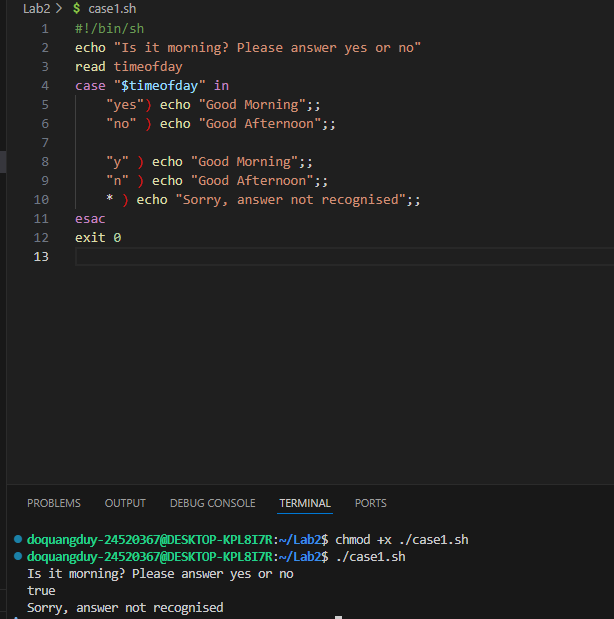 Lab2 > $ case1.sh
1 #!/bin/sh
2 echo "Is it morning? Please answer yes or no"
3 read timeofday
4 case "$timeofday" in
5 "yes") echo "Good Morning";;
6 "no" ) echo "Good Afternoon";;
7
8 "y" ) echo "Good Morning";;
9 "n" ) echo "Good Afternoon";;
10 * ) echo "Sorry, answer not recognised";;
11 esac
12 exit 0
13
PROBLEMS OUTPUT DEBUG CONSOLE TERMINAL PORTS
doquangduy-24520367@DESKTOP-KPL8I7R:~/Lab2$ chmod +x ./case1.sh
doquangduy-24520367@DESKTOP-KPL8I7R:~/Lab2$ ./case1.sh
Is it morning? Please answer yes or no
true
Sorry, answer not recognised